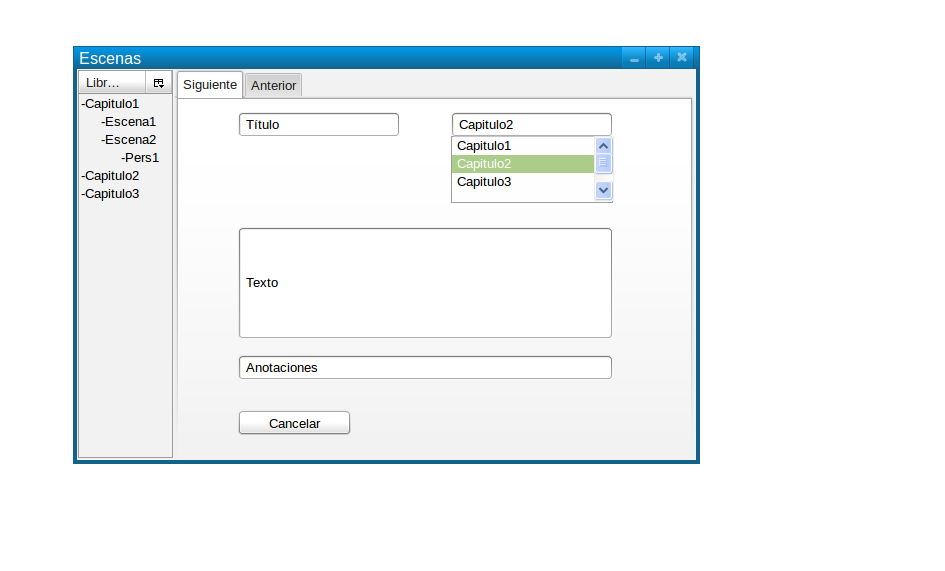 Escenas
Libr...
Siguiente
Anterior
-Capitulo1
-Escena1
-Escena2
-Pers1
-Capitulo2
-Capitulo3
Título
Capitulo2
Capitulo1
Capitulo2
Capitulo3
Texto
Anotaciones
Cancelar